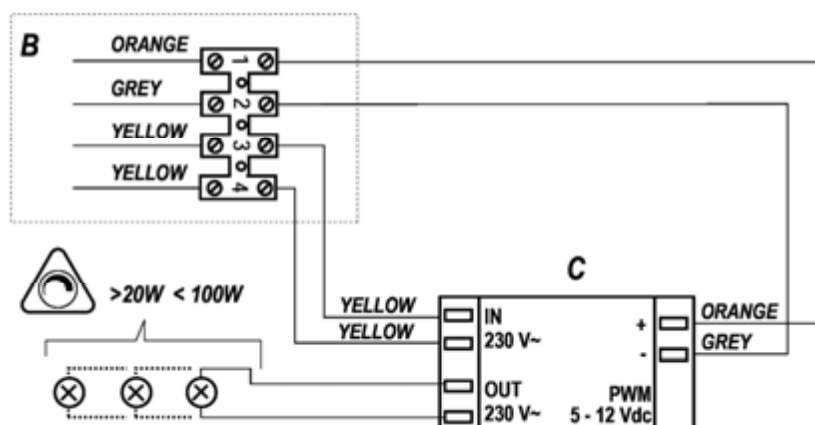 B
ORANGE
GREY
YELLOW
YELLOW
1
2
3
4
>20W < 100W
C
YELLOW
YELLOW
IN
230 V~
OUT
230 V~
+
-
PWM
5 - 12 Vdc
ORANGE
GREY